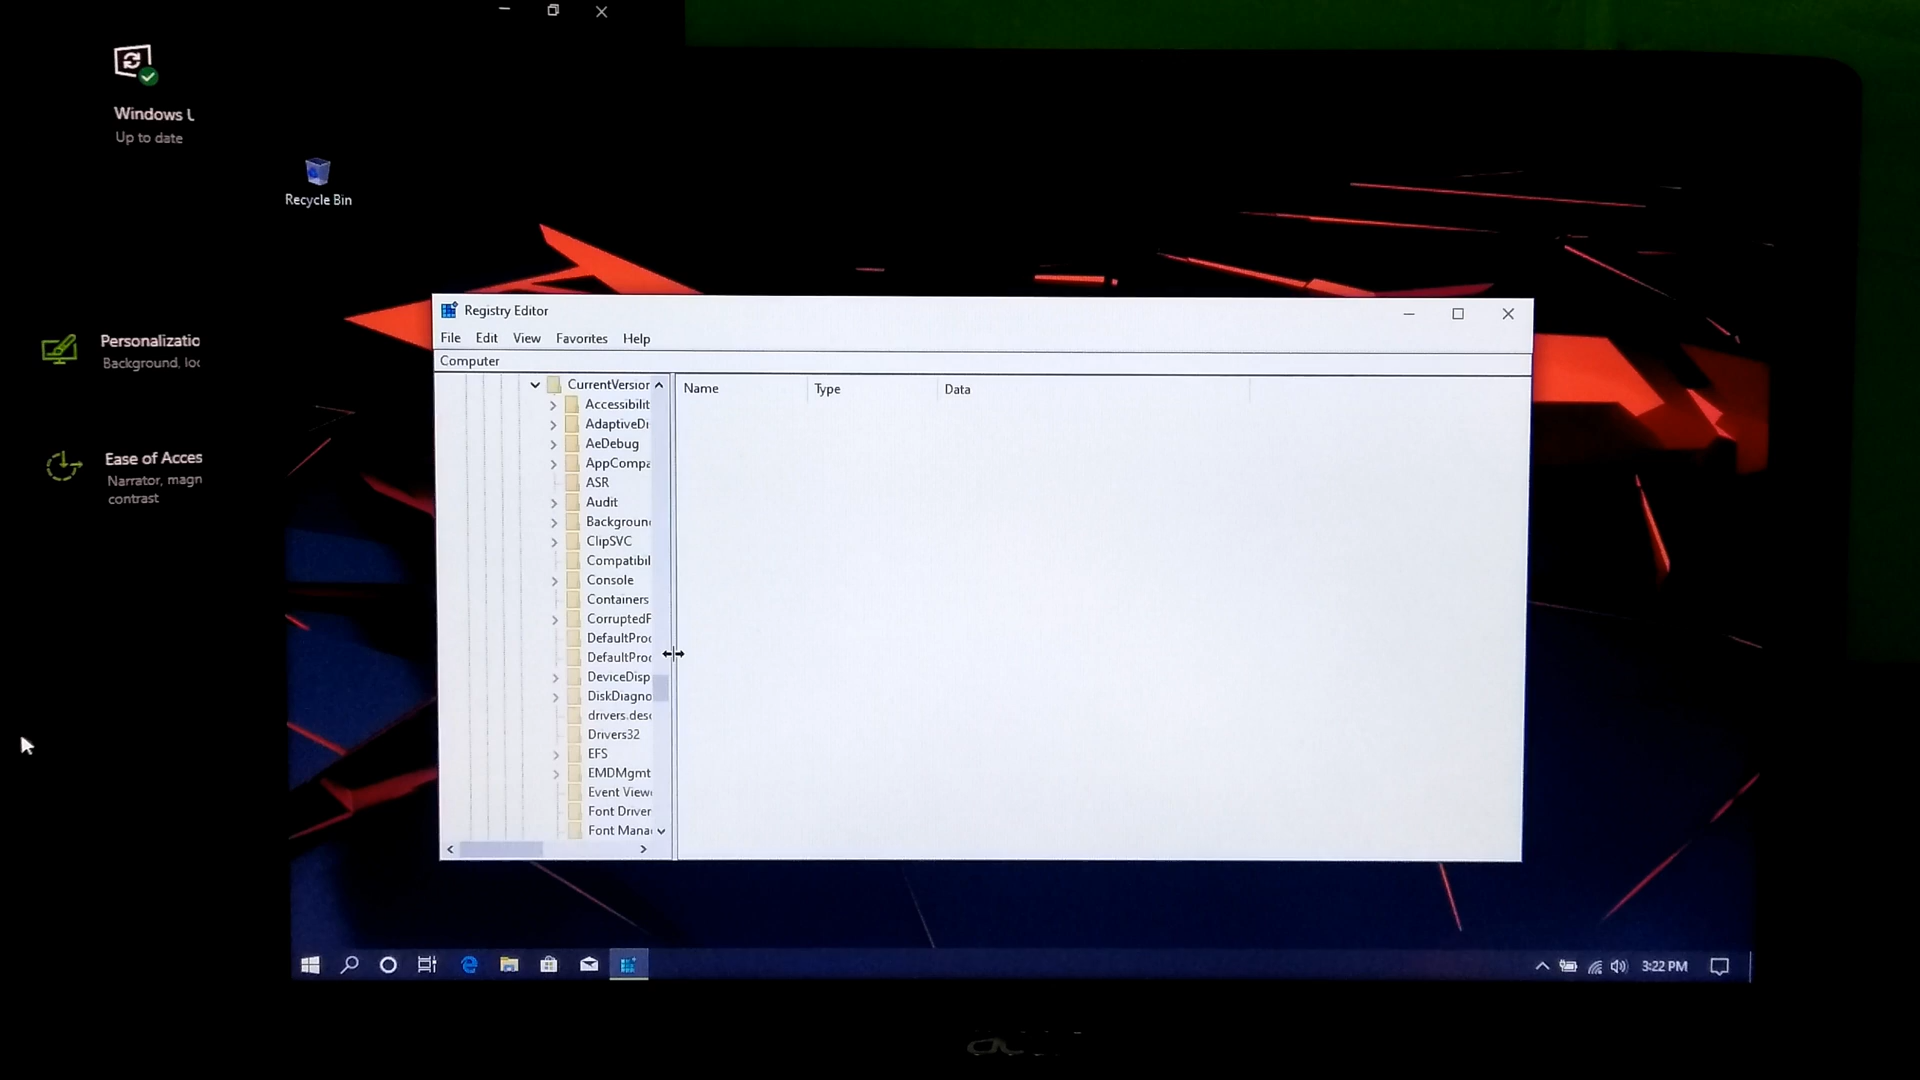 Windows U
Up to date
Recycle Bin
Personalizatio
Background, loc
Ease of Acces
Narrator, magn
contrast
Registry Editor
File Edit View Favorites Help
Computer
Name Type Data
CurrentVersior
Accessibilit
AdaptiveDi
AeDebug
AppCompa
ASR
Audit
Backgroun
ClipSVC
Compatibil
Console
Containers
CorruptedF
DefaultProd
DefaultProd
DeviceDisp
DiskDiagno
drivers.desc
Drivers32
EFS
EMDMgmt
Event View
Font Driver
Font Mana
3:22 PM